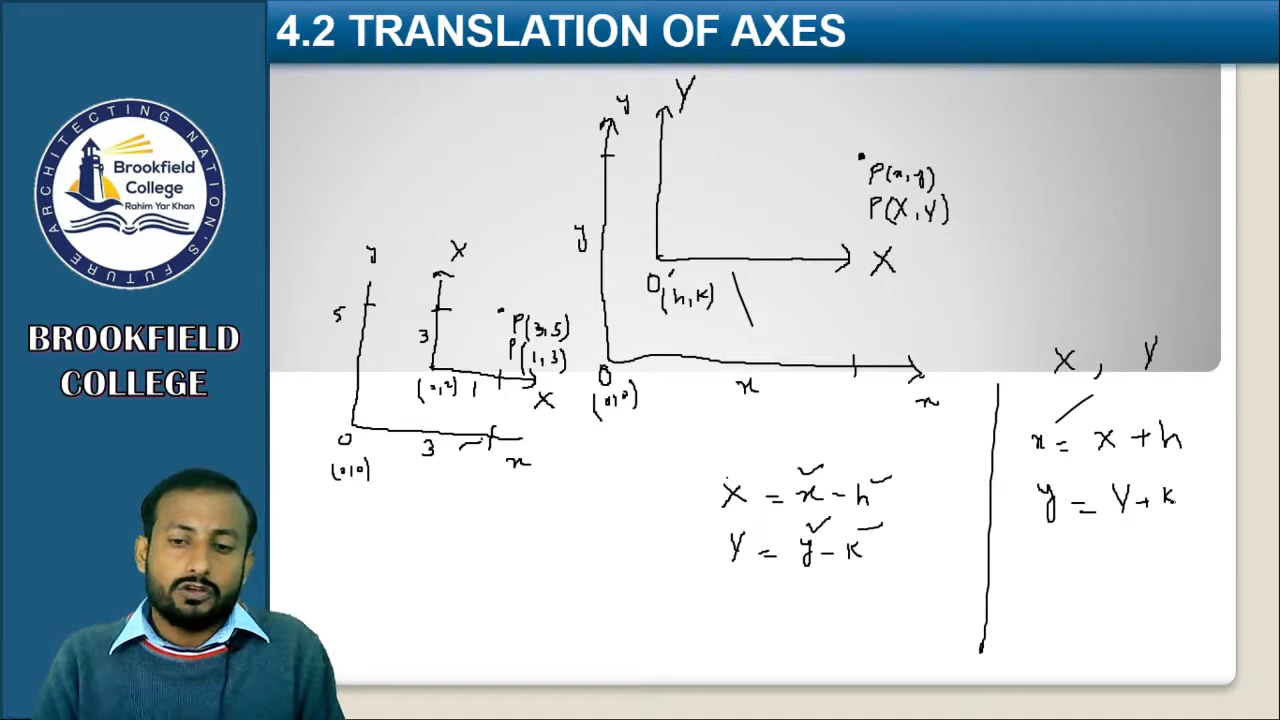 4.2 TRANSLATION OF AXES
ARCHITECTING NATION'S FUTURE
Brookfield
College
Rahim Yar Khan
BROOKFIELD
COLLEGE
y
Y
P(x,y)
P(X,Y)
y
X
O'(h,k)
x
x
O
(0,0)
y
X
5
3
P(3,5)
P(1,3)
(2,2) 1
X
O
3
x
(0,0)
X = x - h
Y = y - k
X , Y
x = X + h
y = Y + k